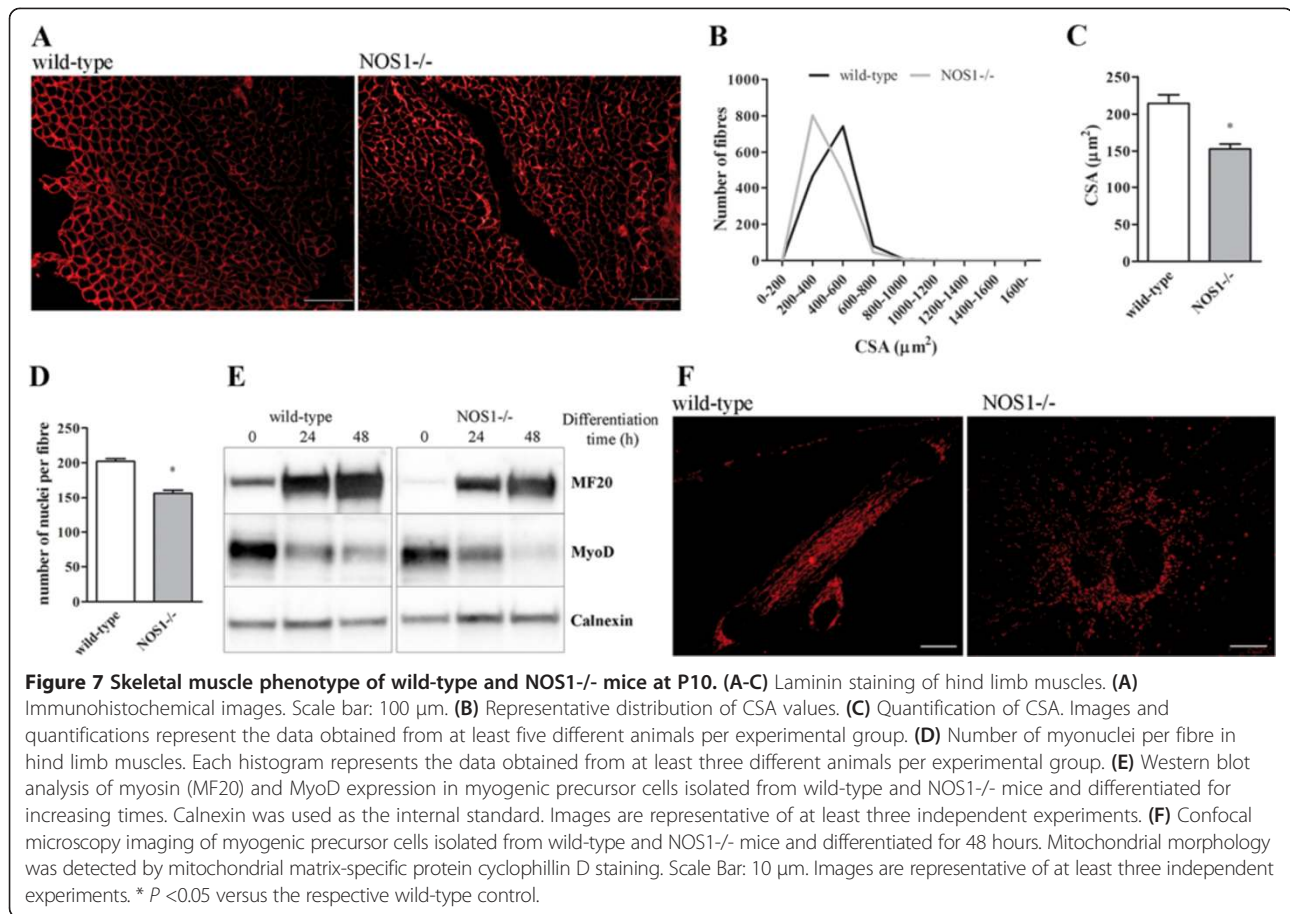 A
wild-type
NOS1-/-
B
wild-type
NOS1-/-
Number of fibres
1000
800
600
400
200
0
0-200
200-400
400-600
600-800
800-1000
1000-1200
1200-1400
1400-1600
1600-
CSA (μm²)
C
CSA (μm²)
250
200
150
100
50
0
*
wild-type
NOS1-/-
D
number of nuclei per fibre
250
200
150
100
50
0
*
wild-type
NOS1-/-
E
wild-type
NOS1-/-
Differentiation
0 24 48 0 24 48 time (h)
MF20
MyoD
Calnexin
F
wild-type
NOS1-/-
Figure 7 Skeletal muscle phenotype of wild-type and NOS1-/- mice at P10. (A-C) Laminin staining of hind limb muscles. (A)
Immunohistochemical images. Scale bar: 100 μm. (B) Representative distribution of CSA values. (C) Quantification of CSA. Images and
quantifications represent the data obtained from at least five different animals per experimental group. (D) Number of myonuclei per fibre in
hind limb muscles. Each histogram represents the data obtained from at least three different animals per experimental group. (E) Western blot
analysis of myosin (MF20) and MyoD expression in myogenic precursor cells isolated from wild-type and NOS1-/- mice and differentiated for
increasing times. Calnexin was used as the internal standard. Images are representative of at least three independent experiments. (F) Confocal
microscopy imaging of myogenic precursor cells isolated from wild-type and NOS1-/- mice and differentiated for 48 hours. Mitochondrial morphology
was detected by mitochondrial matrix-specific protein cyclophillin D staining. Scale Bar: 10 μm. Images are representative of at least three independent
experiments. * P <0.05 versus the respective wild-type control.